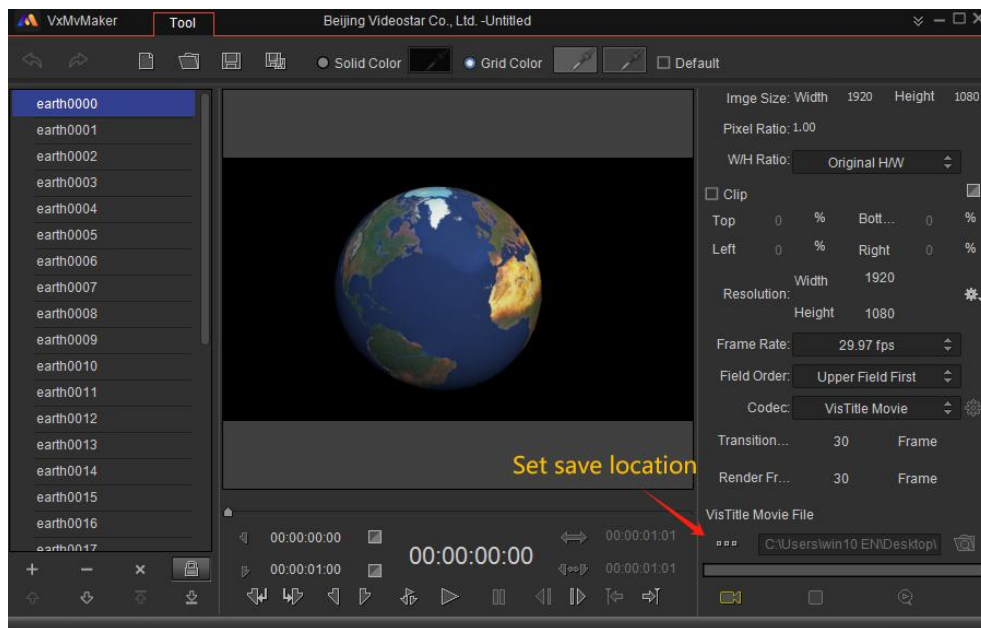 VxMvMaker Tool Beijing Videostar Co., Ltd. -Untitled
Solid Color Grid Color Default
earth0000
earth0001
earth0002
earth0003
earth0004
earth0005
earth0006
earth0007
earth0008
earth0009
earth0010
earth0011
earth0012
earth0013
earth0014
earth0015
earth0016
earth0017
Imge Size: Width 1920 Height 1080
Pixel Ratio: 1.00
W/H Ratio: Original H/W
Clip
Top 0 % Bott... 0 %
Left 0 % Right 0 %
Resolution: Width 1920
Height 1080
Frame Rate: 29.97 fps
Field Order: Upper Field First
Codec: VisTitle Movie
Transition... 30 Frame
Render Fr... 30 Frame
Set save location
VisTitle Movie File
C:\Users\win10 EN\Desktop\
00:00:00:00 00:00:01:01
00:00:00:00
00:00:01:00 00:00:01:01